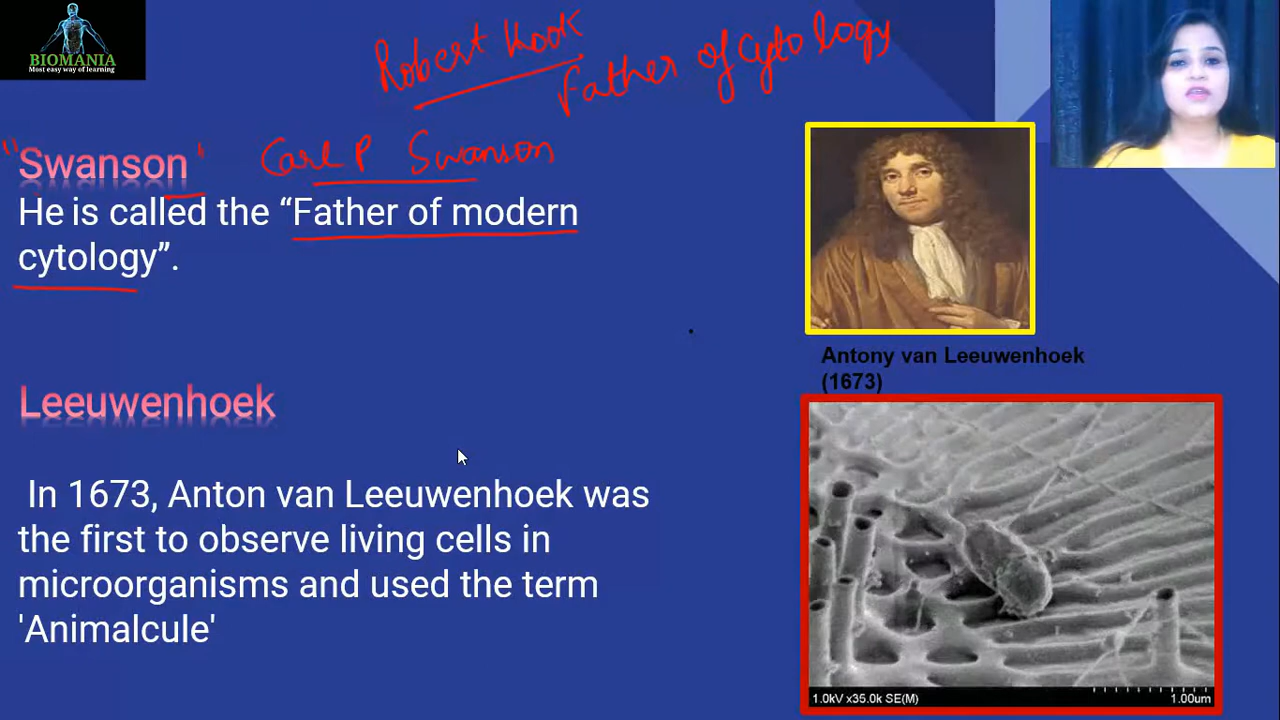 BIOMANIA
Most easy way of learning
Robert Hook
Father of Cytology
"Swanson"
Carl P Swanson
He is called the “Father of modern
cytology”.
Antony van Leeuwenhoek
(1673)
Leeuwenhoek
In 1673, Anton van Leeuwenhoek was
the first to observe living cells in
microorganisms and used the term
'Animalcule'
1.0kV x35.0k SE(M)
1.00um